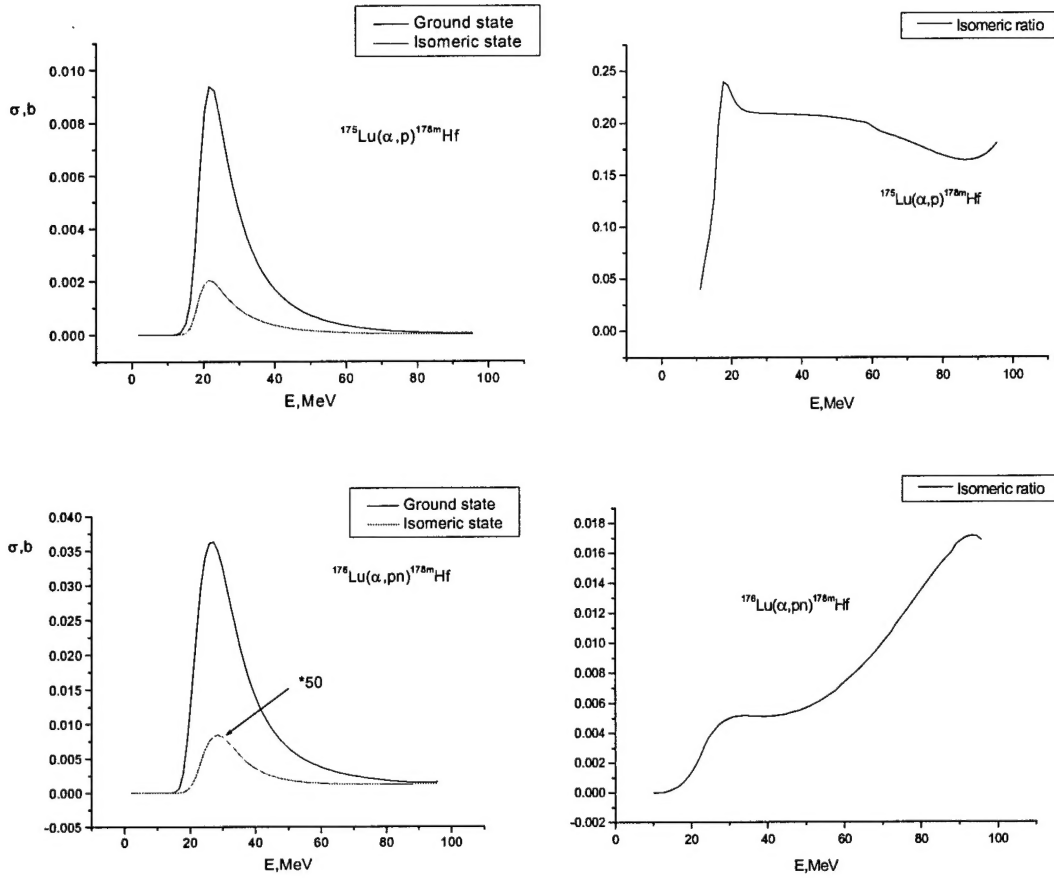 Ground state
Isomeric state
σ,b
0.010
0.008
0.006
0.004
0.002
0.000
¹⁷⁵Lu(α,p)¹⁷⁸ᵐHf
0 20 40 60 80 100
E,MeV
Isomeric ratio
0.25
0.20
0.15
0.10
0.05
0.00
¹⁷⁵Lu(α,p)¹⁷⁸ᵐHf
0 20 40 60 80 100
E,MeV
Ground state
Isomeric state
σ,b
0.040
0.035
0.030
0.025
0.020
0.015
0.010
0.005
0.000
-0.005
¹⁷⁶Lu(α,pn)¹⁷⁸ᵐHf
*50
0 20 40 60 80 100
E,MeV
Isomeric ratio
0.018
0.016
0.014
0.012
0.010
0.008
0.006
0.004
0.002
0.000
-0.002
¹⁷⁶Lu(α,pn)¹⁷⁸ᵐHf
0 20 40 60 80 100
E,MeV